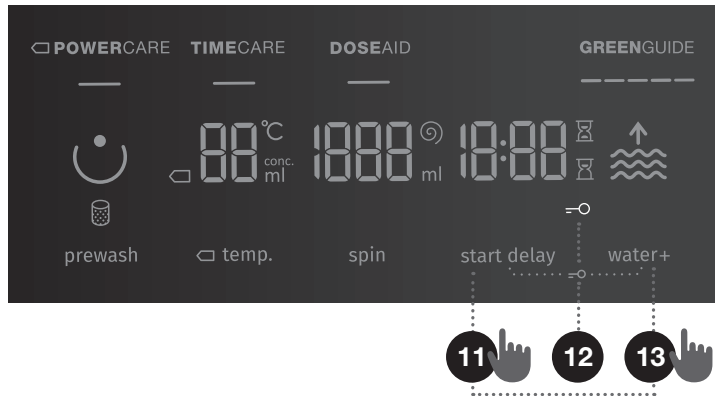 POWERCARE TIMECARE DOSEAID GREENGUIDE
88 °C 1888 18:88
conc.
ml ml
prewash temp. spin start delay water+
11 12 13